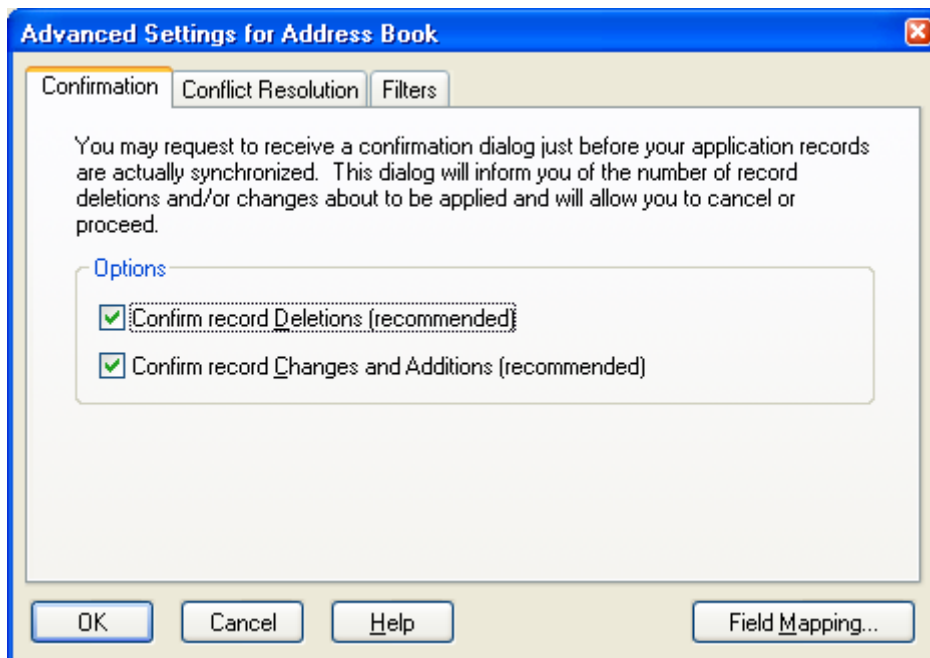 Advanced Settings for Address Book
Confirmation Conflict Resolution Filters
You may request to receive a confirmation dialog just before your application records
are actually synchronized. This dialog will inform you of the number of record
deletions and/or changes about to be applied and will allow you to cancel or
proceed.
Options
Confirm record Deletions (recommended)
Confirm record Changes and Additions (recommended)
OK Cancel Help Field Mapping...